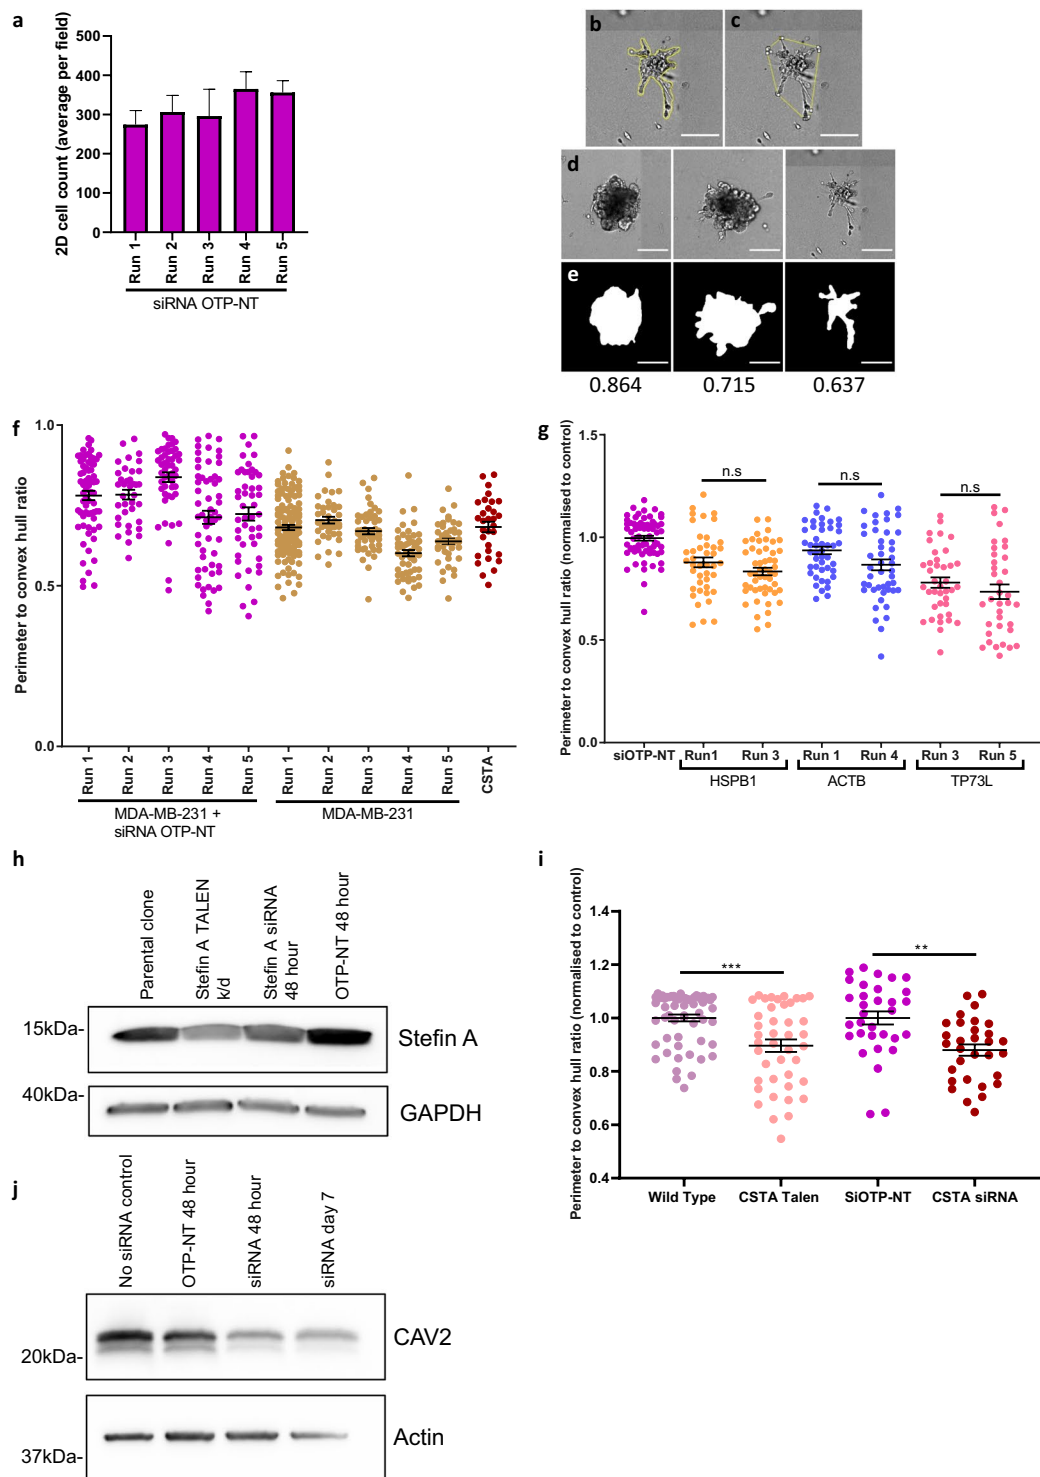 a
2D cell count (average per field)
500
400
300
200
100
0
Run 1
Run 2
Run 3
Run 4
Run 5
siRNA OTP-NT
b
c
d
e
0.864
0.715
0.637
f
Perimeter to convex hull ratio
1.0
0.5
0.0
Run 1
Run 2
Run 3
Run 4
Run 5
Run 1
Run 2
Run 3
Run 4
Run 5
CSTA
MDA-MB-231 +
siRNA OTP-NT
MDA-MB-231
g
Perimeter to convex hull ratio (normalised to control)
1.5
1.0
0.5
0.0
n.s
n.s
n.s
siOTP-NT
Run1
Run 3
Run 1
Run 4
Run 3
Run 5
HSPB1
ACTB
TP73L
h
Parental clone
Stefin A TALEN
k/d
Stefin A siRNA
48 hour
OTP-NT 48 hour
15kDa-
Stefin A
40kDa-
GAPDH
i
Perimeter to convex hull ratio (normalised to control)
1.4
1.2
1.0
0.8
0.6
0.4
***
**
Wild Type
CSTA Talen
SiOTP-NT
CSTA siRNA
j
No siRNA control
OTP-NT 48 hour
siRNA 48 hour
siRNA day 7
20kDa-
CAV2
37kDa-
Actin